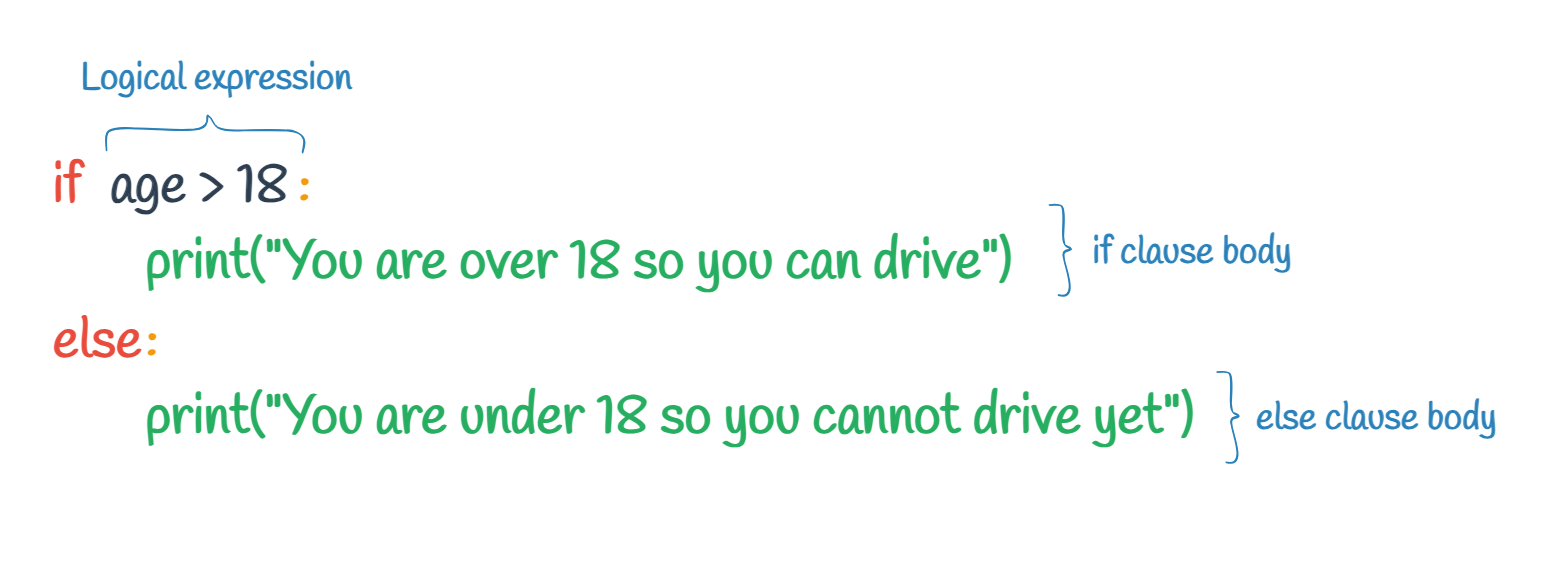 Logical expression
if age > 18 :
print("You are over 18 so you can drive")
if clause body
else:
print("You are under 18 so you cannot drive yet")
else clause body